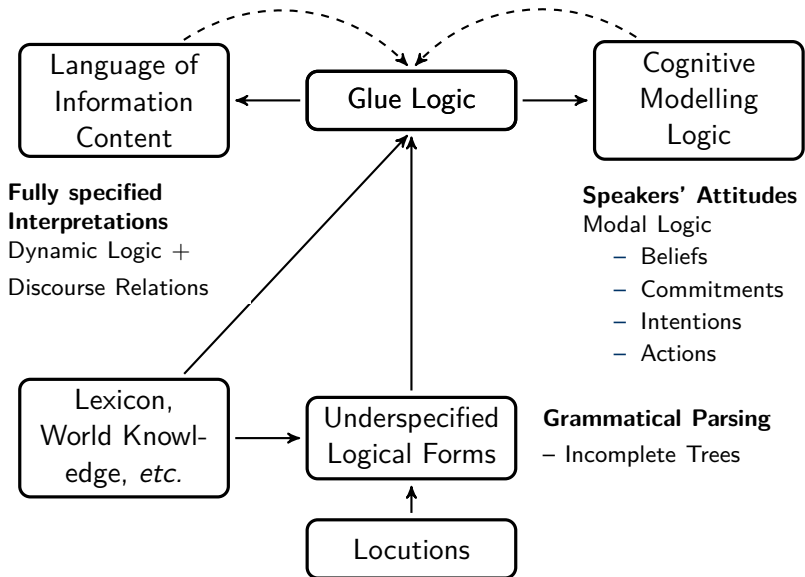 Language of
Information
Content
Glue Logic
Cognitive
Modelling
Logic
Fully specified
Interpretations
Dynamic Logic +
Discourse Relations
Speakers' Attitudes
Modal Logic
– Beliefs
– Commitments
– Intentions
– Actions
Lexicon,
World Knowl-
edge, etc.
Underspecified
Logical Forms
Grammatical Parsing
– Incomplete Trees
Locutions